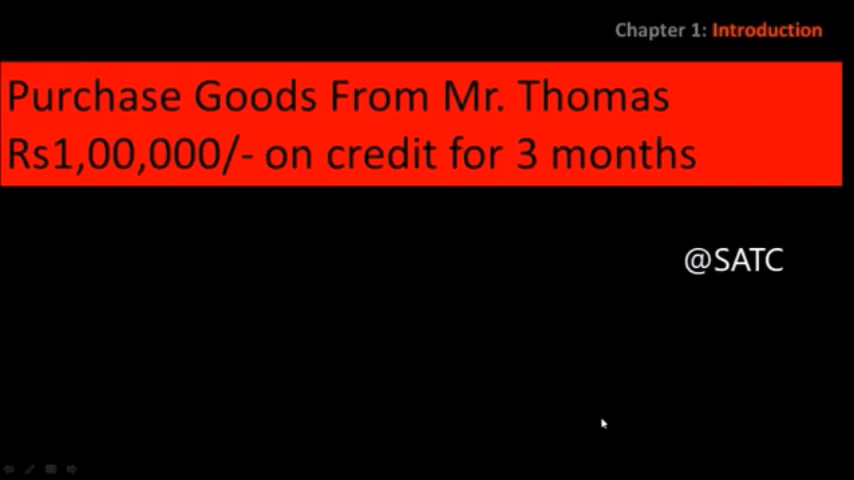 Chapter 1: Introduction
Purchase Goods From Mr. Thomas
Rs1,00,000/- on credit for 3 months
@SATC